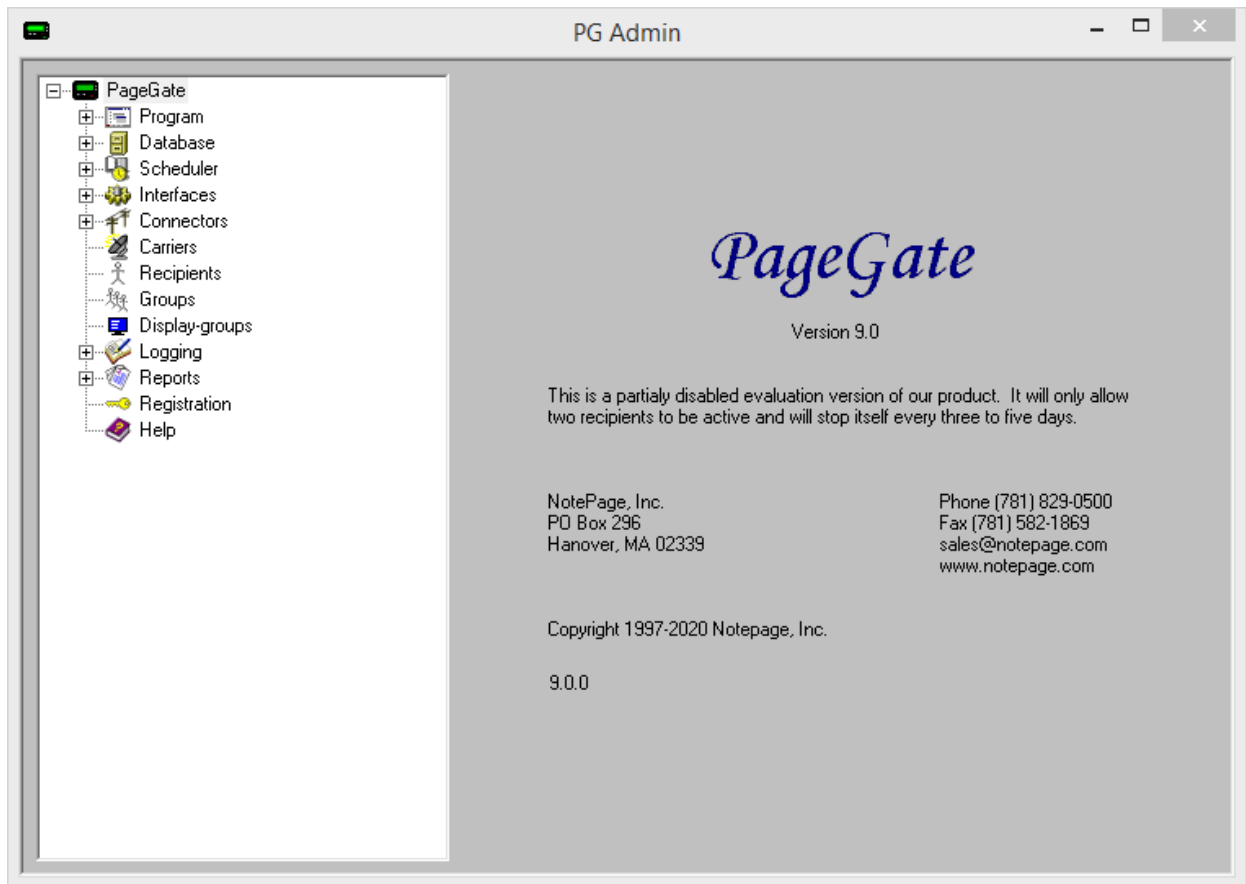 PG Admin
PageGate
Program
Database
Scheduler
Interfaces
Connectors
Carriers
Recipients
Groups
Display-groups
Logging
Reports
Registration
Help
PageGate
Version 9.0
This is a partialy disabled evaluation version of our product. It will only allow
two recipients to be active and will stop itself every three to five days.
NotePage, Inc.
PO Box 296
Hanover, MA 02339
Phone (781) 829-0500
Fax (781) 582-1869
sales@notepage.com
www.notepage.com
Copyright 1997-2020 Notepage, Inc.
9.0.0